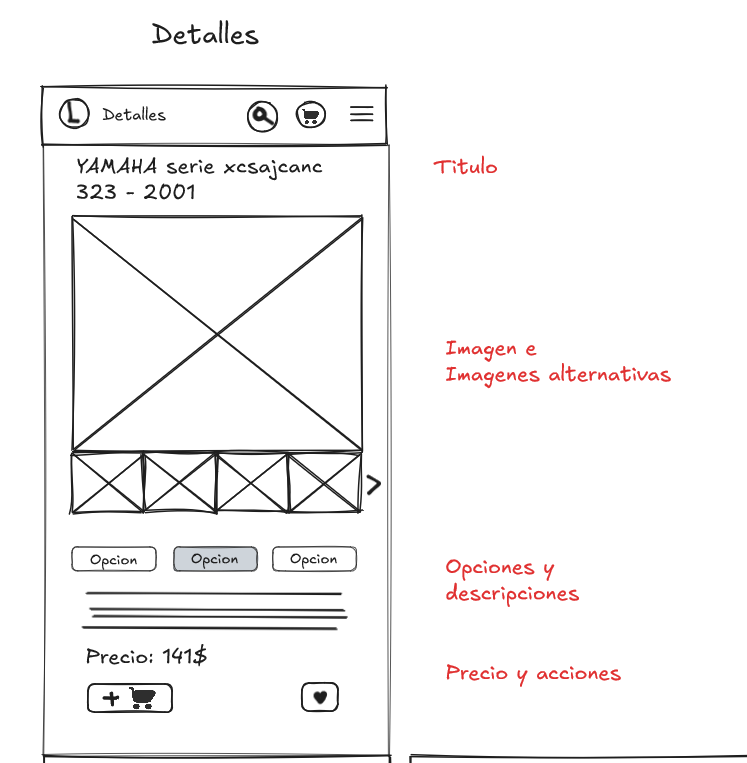 Detalles
L Detalles
YAMAHA serie xcsajcanc
323 - 2001
Titulo
Imagen e
Imagenes alternativas
>
Opcion Opcion Opcion
Opciones y
descripciones
Precio: 141$
Precio y acciones
+